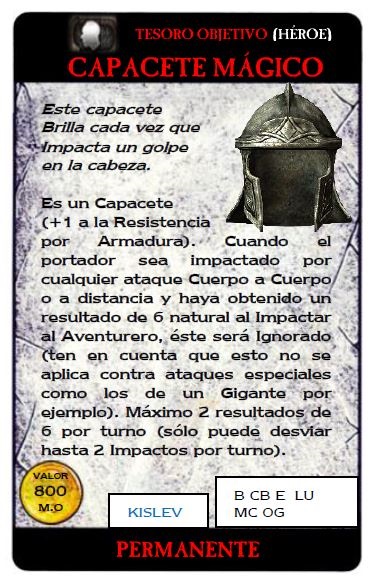 TESORO OBJETIVO (HÉROE)
CAPACETE MÁGICO
Este capacete
Brilla cada vez que
Impacta un golpe
en la cabeza.
Es un Capacete
(+1 a la Resistencia
por Armadura). Cuando el
portador sea impactado por
cualquier ataque Cuerpo a Cuerpo
o a distancia y haya obtenido un
resultado de 6 natural al Impactar
al Aventurero, éste será Ignorado
(ten en cuenta que esto no se
aplica contra ataques especiales
como los de un Gigante por
ejemplo). Máximo 2 resultados de
6 por turno (sólo puede desviar
hasta 2 Impactos por turno).
VALOR
800
M.O
KISLEV
B CB E LU
MC OG
PERMANENTE